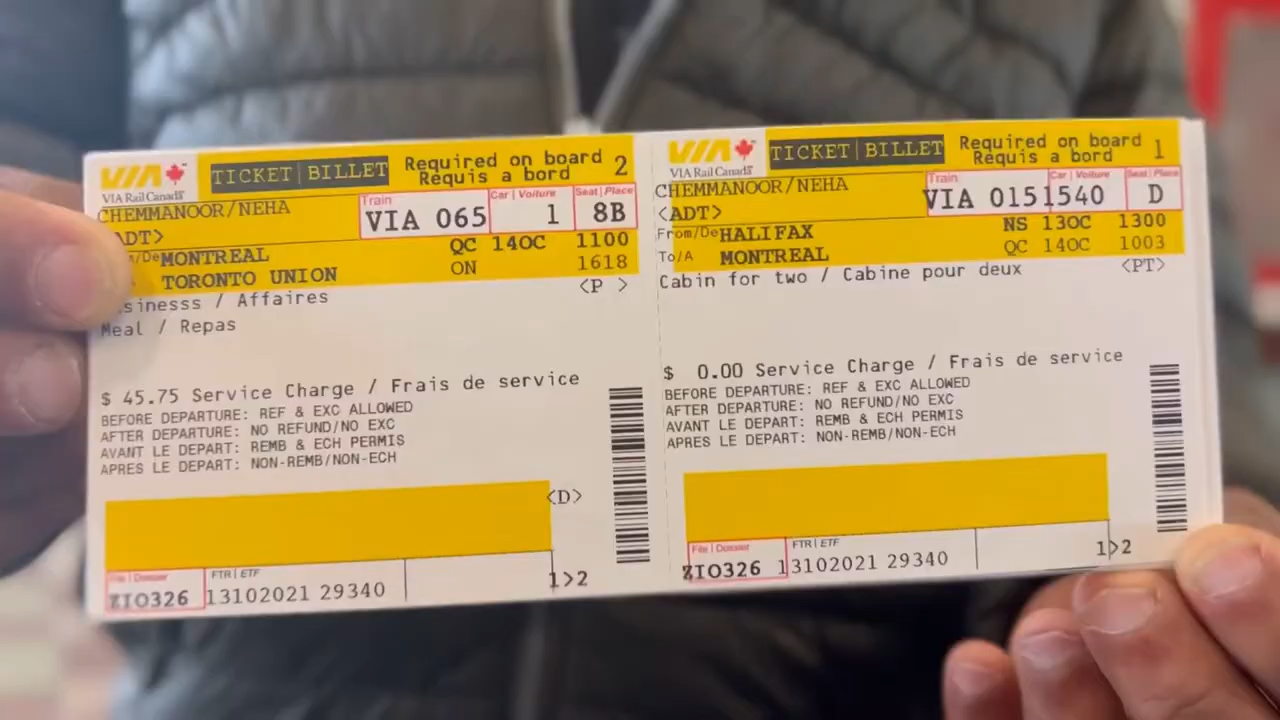 VIA
VIA Rail Canada
TICKET | BILLET
Required on board
Requis a bord
2
CHEMMANOOR/NEHA
Train
VIA 065
Car | Voiture
1
Seat | Place
8B
ADT>
MONTREAL QC 14OC 1100
TORONTO UNION ON 1618
sinesss / Affaires <P >
Meal / Repas
$ 45.75 Service Charge / Frais de service
BEFORE DEPARTURE: REF & EXC ALLOWED
AFTER DEPARTURE: NO REFUND/NO EXC
AVANT LE DEPART: REMB & ECH PERMIS
APRES LE DEPART: NON-REMB/NON-ECH
<D>
File | Dossier
ZIO326
FTR | ETF
13102021 29340
1>2
VIA
VIA Rail Canada
TICKET | BILLET
Required on board
Requis a bord
1
CHEMMANOOR/NEHA
Train
VIA 015
Car | Voiture
1540
Seat | Place
D
<ADT>
From/De HALIFAX NS 13OC 1300
To/A MONTREAL QC 14OC 1003
Cabin for two / Cabine pour deux <PT>
$ 0.00 Service Charge / Frais de service
BEFORE DEPARTURE: REF & EXC ALLOWED
AFTER DEPARTURE: NO REFUND/NO EXC
AVANT LE DEPART: REMB & ECH PERMIS
APRES LE DEPART: NON-REMB/NON-ECH
File | Dossier
ZIO326
FTR | ETF
13102021 29340
1>2